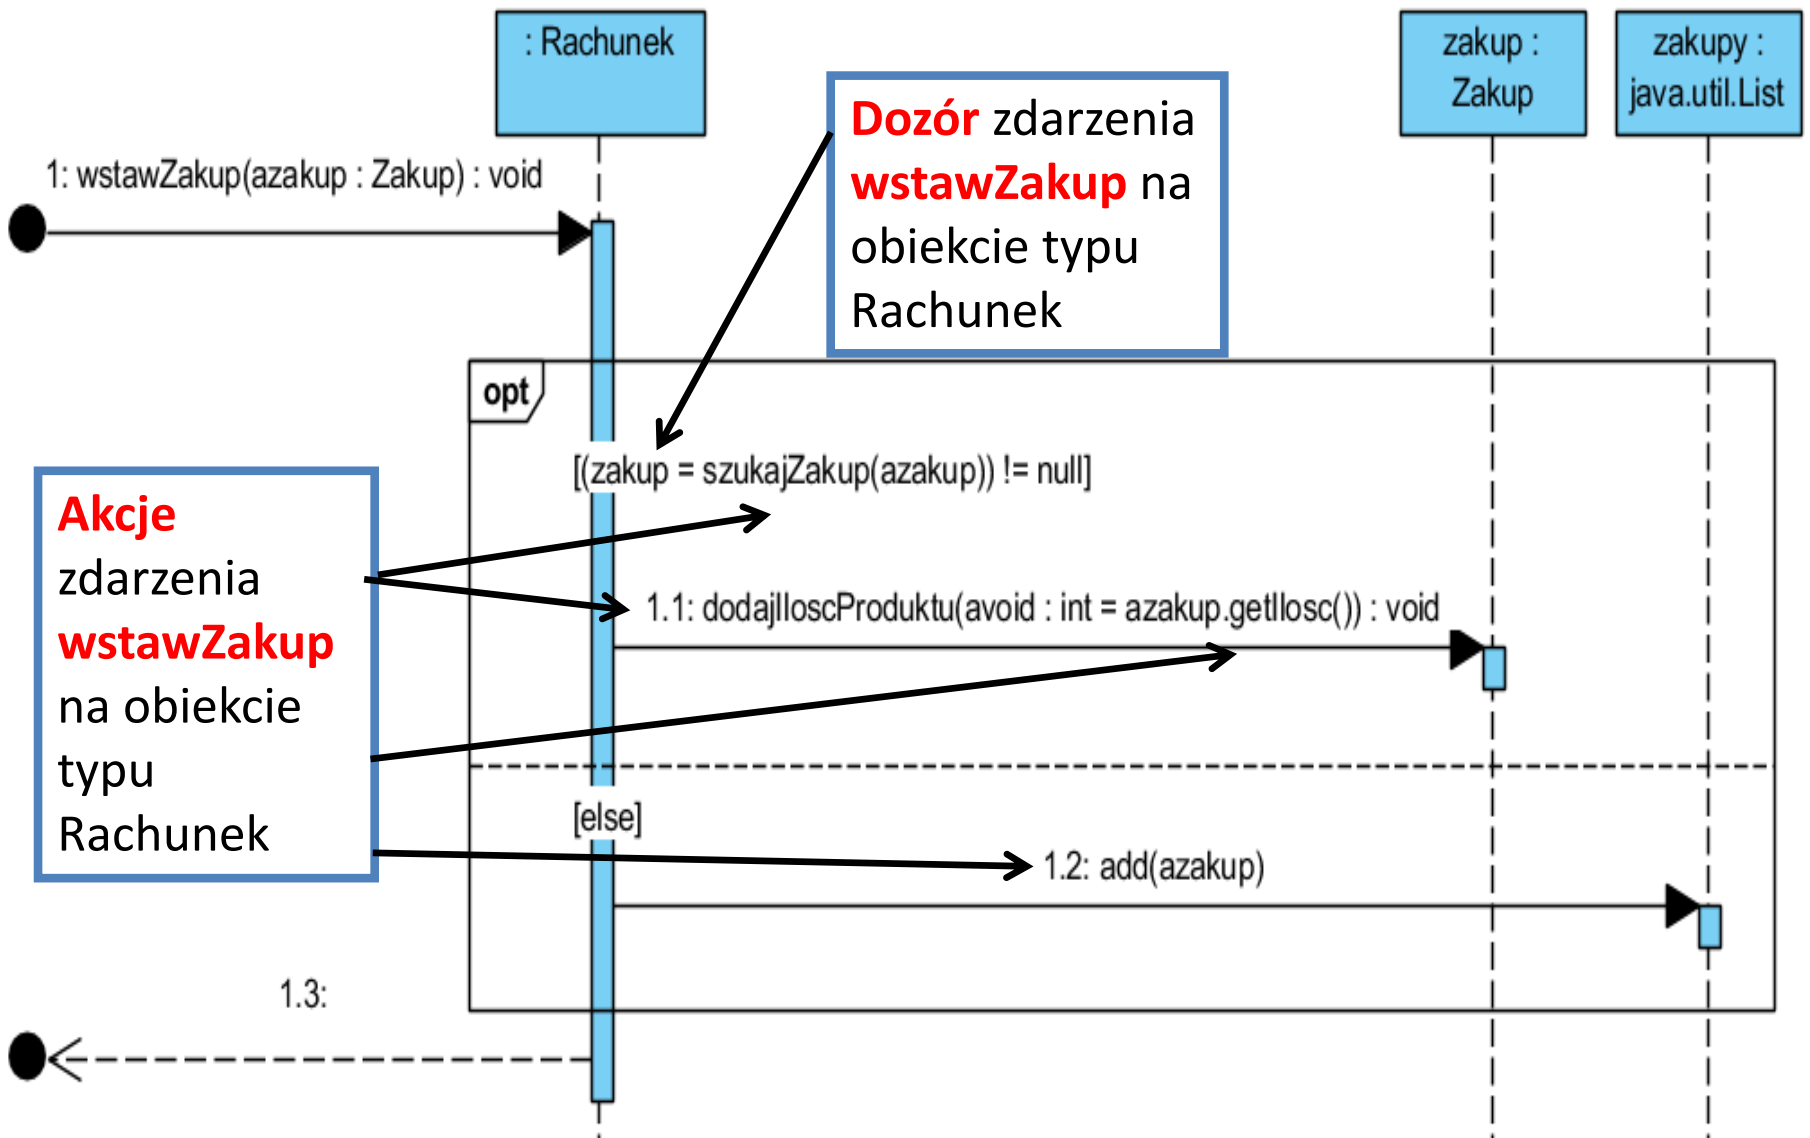 : Rachunek
zakup :
Zakup
zakupy :
java.util.List
Dozór zdarzenia
wstawZakup na
obiekcie typu
Rachunek
1: wstawZakup(azakup : Zakup) : void
opt
[(zakup = szukajZakup(azakup)) != null]
Akcje
zdarzenia
wstawZakup
na obiekcie
typu
Rachunek
1.1: dodajIloscProduktu(avoid : int = azakup.getIlosc()) : void
[else]
1.2: add(azakup)
1.3: